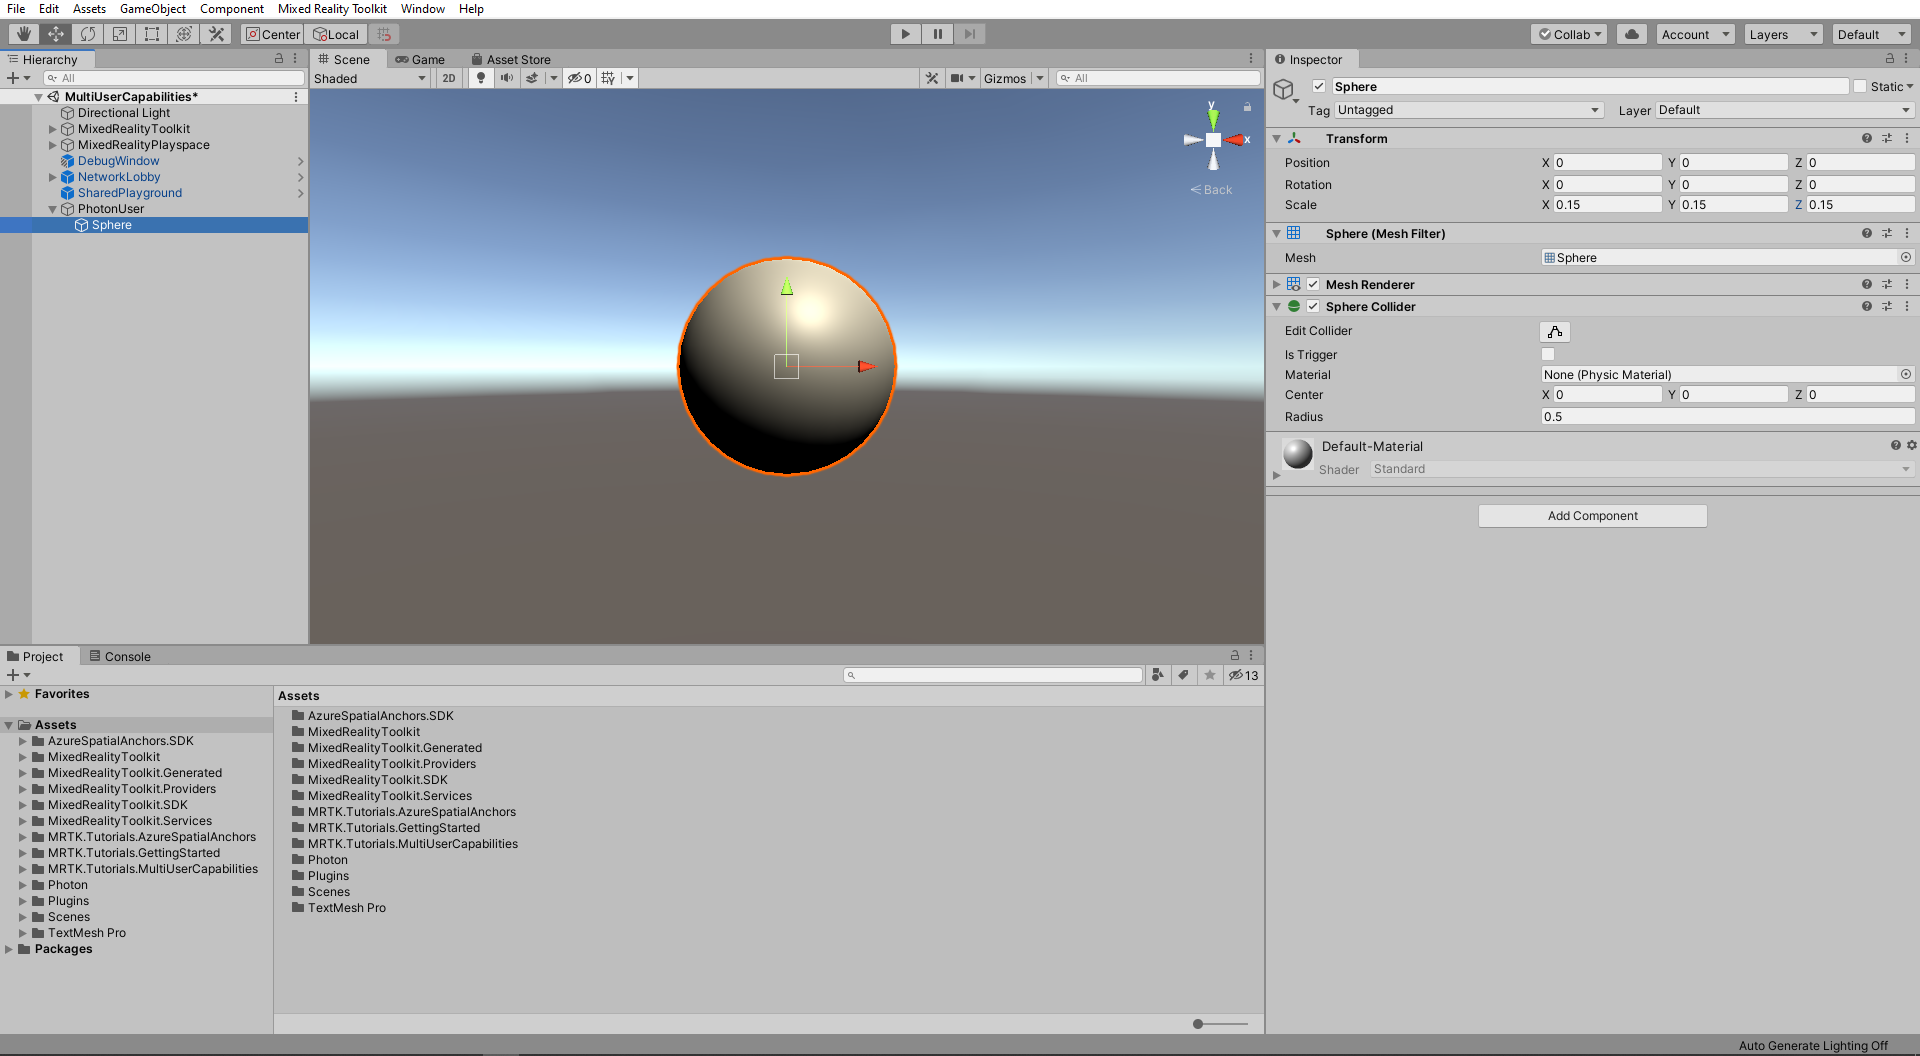 File Edit Assets GameObject Component Mixed Reality Toolkit Window Help
Center Local Collab Account Layers Default
Hierarchy
All
MultiUserCapabilities*
Directional Light
MixedRealityToolkit
MixedRealityPlayspace
DebugWindow
NetworkLobby
SharedPlayground
PhotonUser
Sphere
Scene Game Asset Store
Shaded 2D 0 Gizmos All
y
x
Back
Inspector
Sphere Static
Tag Untagged Layer Default
Transform
Position X 0 Y 0 Z 0
Rotation X 0 Y 0 Z 0
Scale X 0.15 Y 0.15 Z 0.15
Sphere (Mesh Filter)
Mesh Sphere
Mesh Renderer
Sphere Collider
Edit Collider
Is Trigger
Material None (Physic Material)
Center X 0 Y 0 Z 0
Radius 0.5
Default-Material
Shader Standard
Add Component
Project Console
13
Favorites
Assets
AzureSpatialAnchors.SDK
MixedRealityToolkit
MixedRealityToolkit.Generated
MixedRealityToolkit.Providers
MixedRealityToolkit.SDK
MixedRealityToolkit.Services
MRTK.Tutorials.AzureSpatialAnchors
MRTK.Tutorials.GettingStarted
MRTK.Tutorials.MultiUserCapabilities
Photon
Plugins
Scenes
TextMesh Pro
Packages
Assets
AzureSpatialAnchors.SDK
MixedRealityToolkit
MixedRealityToolkit.Generated
MixedRealityToolkit.Providers
MixedRealityToolkit.SDK
MixedRealityToolkit.Services
MRTK.Tutorials.AzureSpatialAnchors
MRTK.Tutorials.GettingStarted
MRTK.Tutorials.MultiUserCapabilities
Photon
Plugins
Scenes
TextMesh Pro
Auto Generate Lighting Off